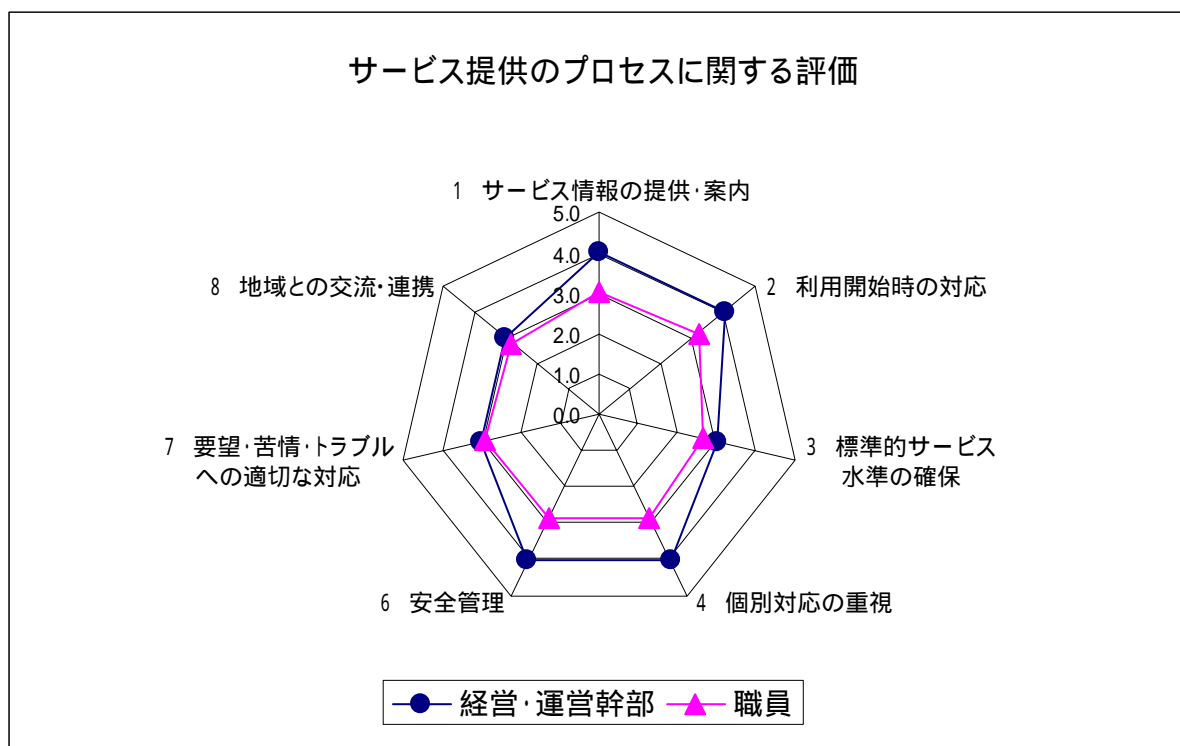 サービス提供のプロセスに関する評価
1 サービス情報の提供･案内
5.0
4.0
3.0
2.0
1.0
0.0
2 利用開始時の対応
3 標準的サービス
水準の確保
4 個別対応の重視
6 安全管理
7 要望･苦情･トラブル
への適切な対応
8 地域との交流･連携
経営･運営幹部
職員